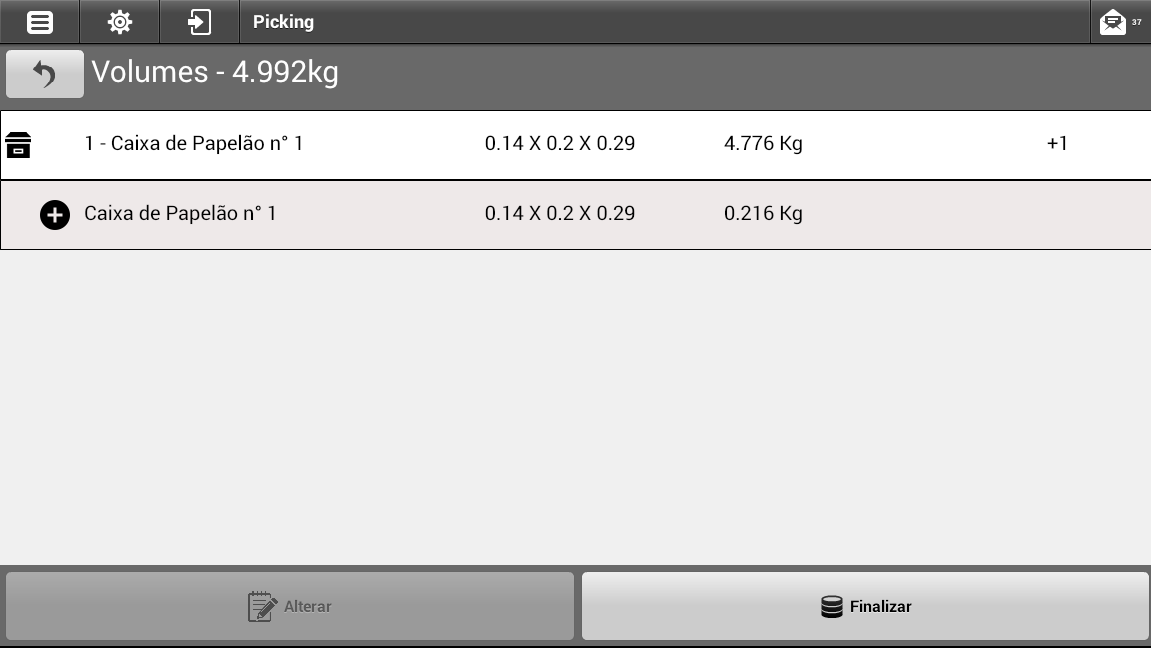 Picking
37
Volumes - 4.992kg
1 - Caixa de Papelão n° 1 0.14 X 0.2 X 0.29 4.776 Kg +1
Caixa de Papelão n° 1 0.14 X 0.2 X 0.29 0.216 Kg
Alterar
Finalizar